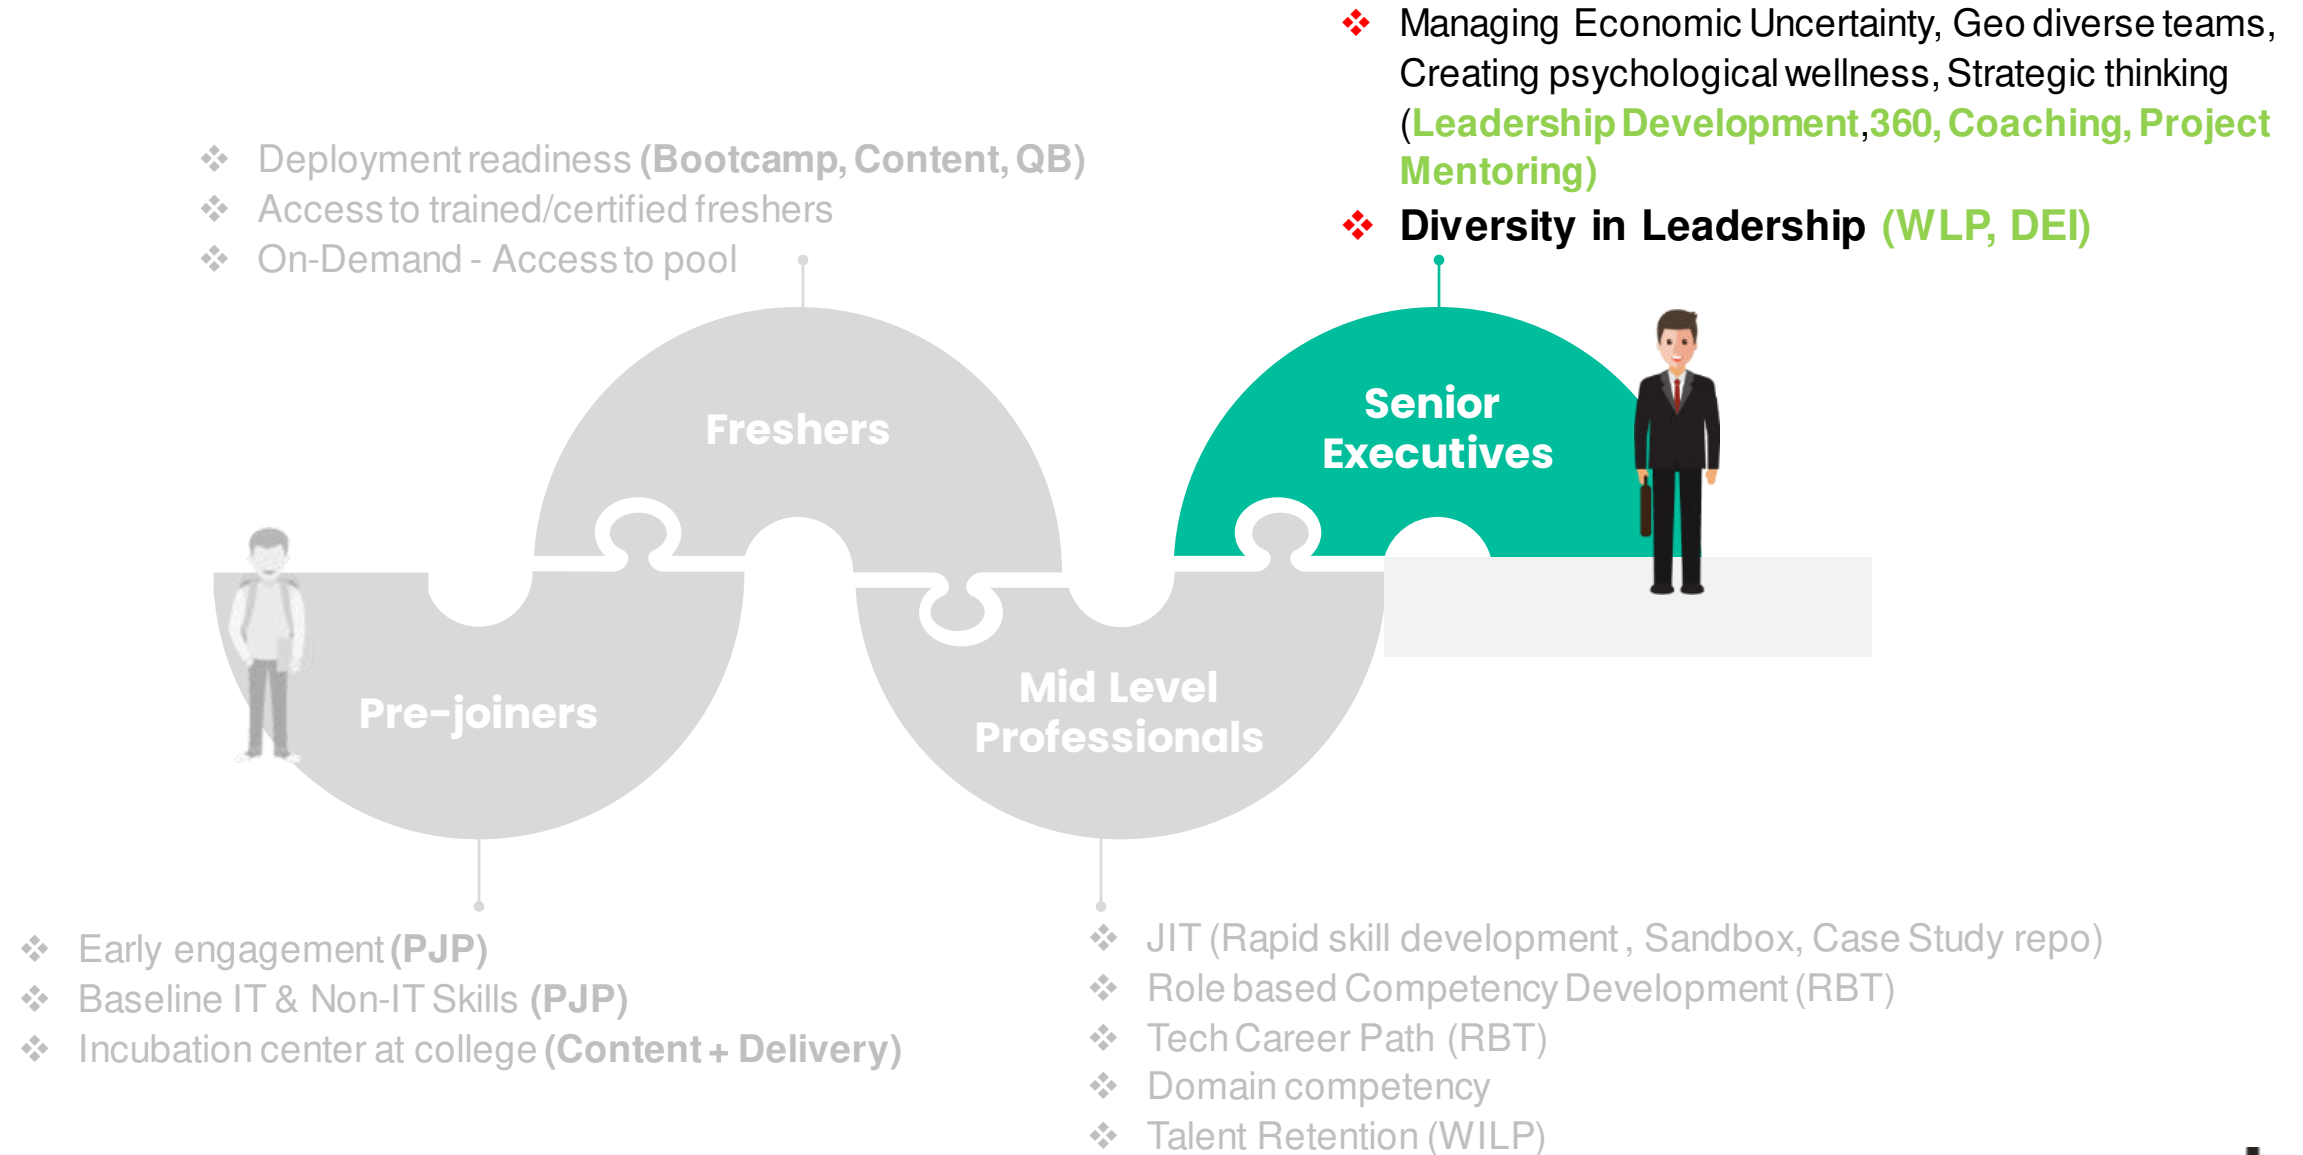 ❖ Managing Economic Uncertainty, Geo diverse teams,
Creating psychological wellness, Strategic thinking
(Leadership Development,360, Coaching, Project
Mentoring)
❖ Diversity in Leadership (WLP, DEI)
❖ Deployment readiness (Bootcamp, Content, QB)
❖ Access to trained/certified freshers
❖ On-Demand - Access to pool
Freshers
Senior
Executives
Pre-joiners
Mid Level
Professionals
❖ Early engagement (PJP)
❖ Baseline IT & Non-IT Skills (PJP)
❖ Incubation center at college (Content + Delivery)
❖ JIT (Rapid skill development , Sandbox, Case Study repo)
❖ Role based Competency Development (RBT)
❖ Tech Career Path (RBT)
❖ Domain competency
❖ Talent Retention (WILP)